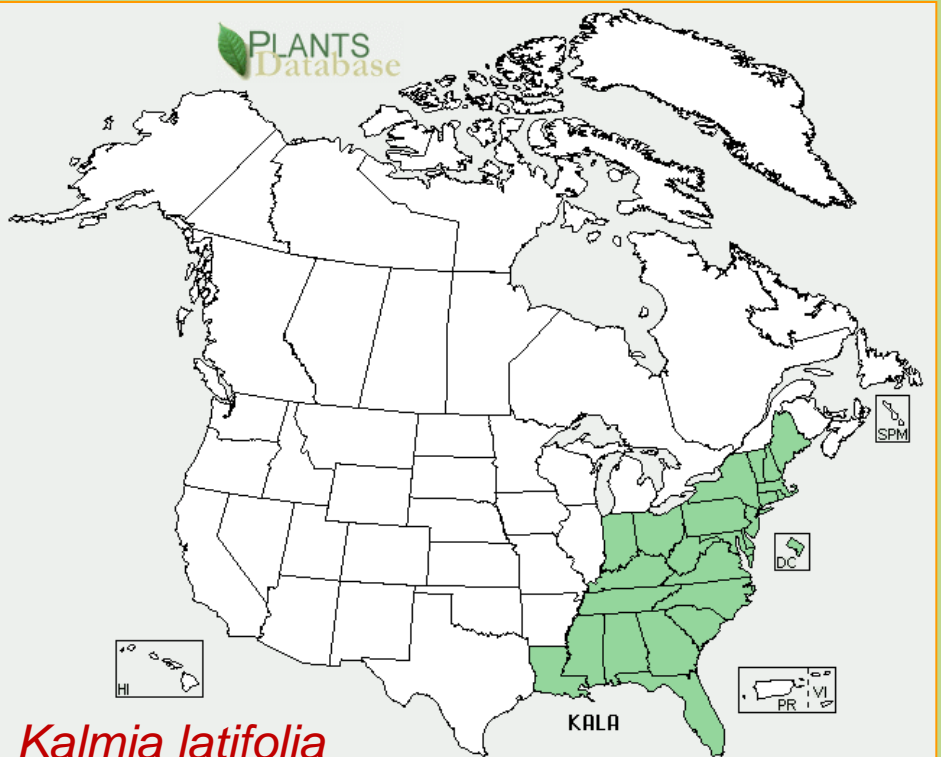 PLANTS
Database
SPM
DC
HI
PR
VI
KALA
Kalmia latifolia